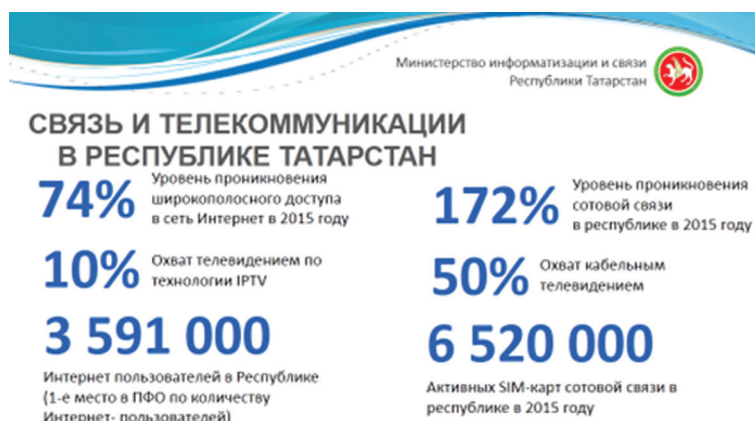 Министерство информатизации и связи
Республики Татарстан
СВЯЗЬ И ТЕЛЕКОММУНИКАЦИИ
В РЕСПУБЛИКЕ ТАТАРСТАН
74%
Уровень проникновения
широкополосного доступа
в сеть Интернет в 2015 году
172%
Уровень проникновения
сотовой связи
в республике в 2015 году
10%
Охват телевидением по
технологии IPTV
50%
Охват кабельным
телевидением
3 591 000
Интернет пользователей в Республике
(1-е место в ПФО по количеству
Интернет- пользователей)
6 520 000
Активных SIM-карт сотовой связи в
республике в 2015 году